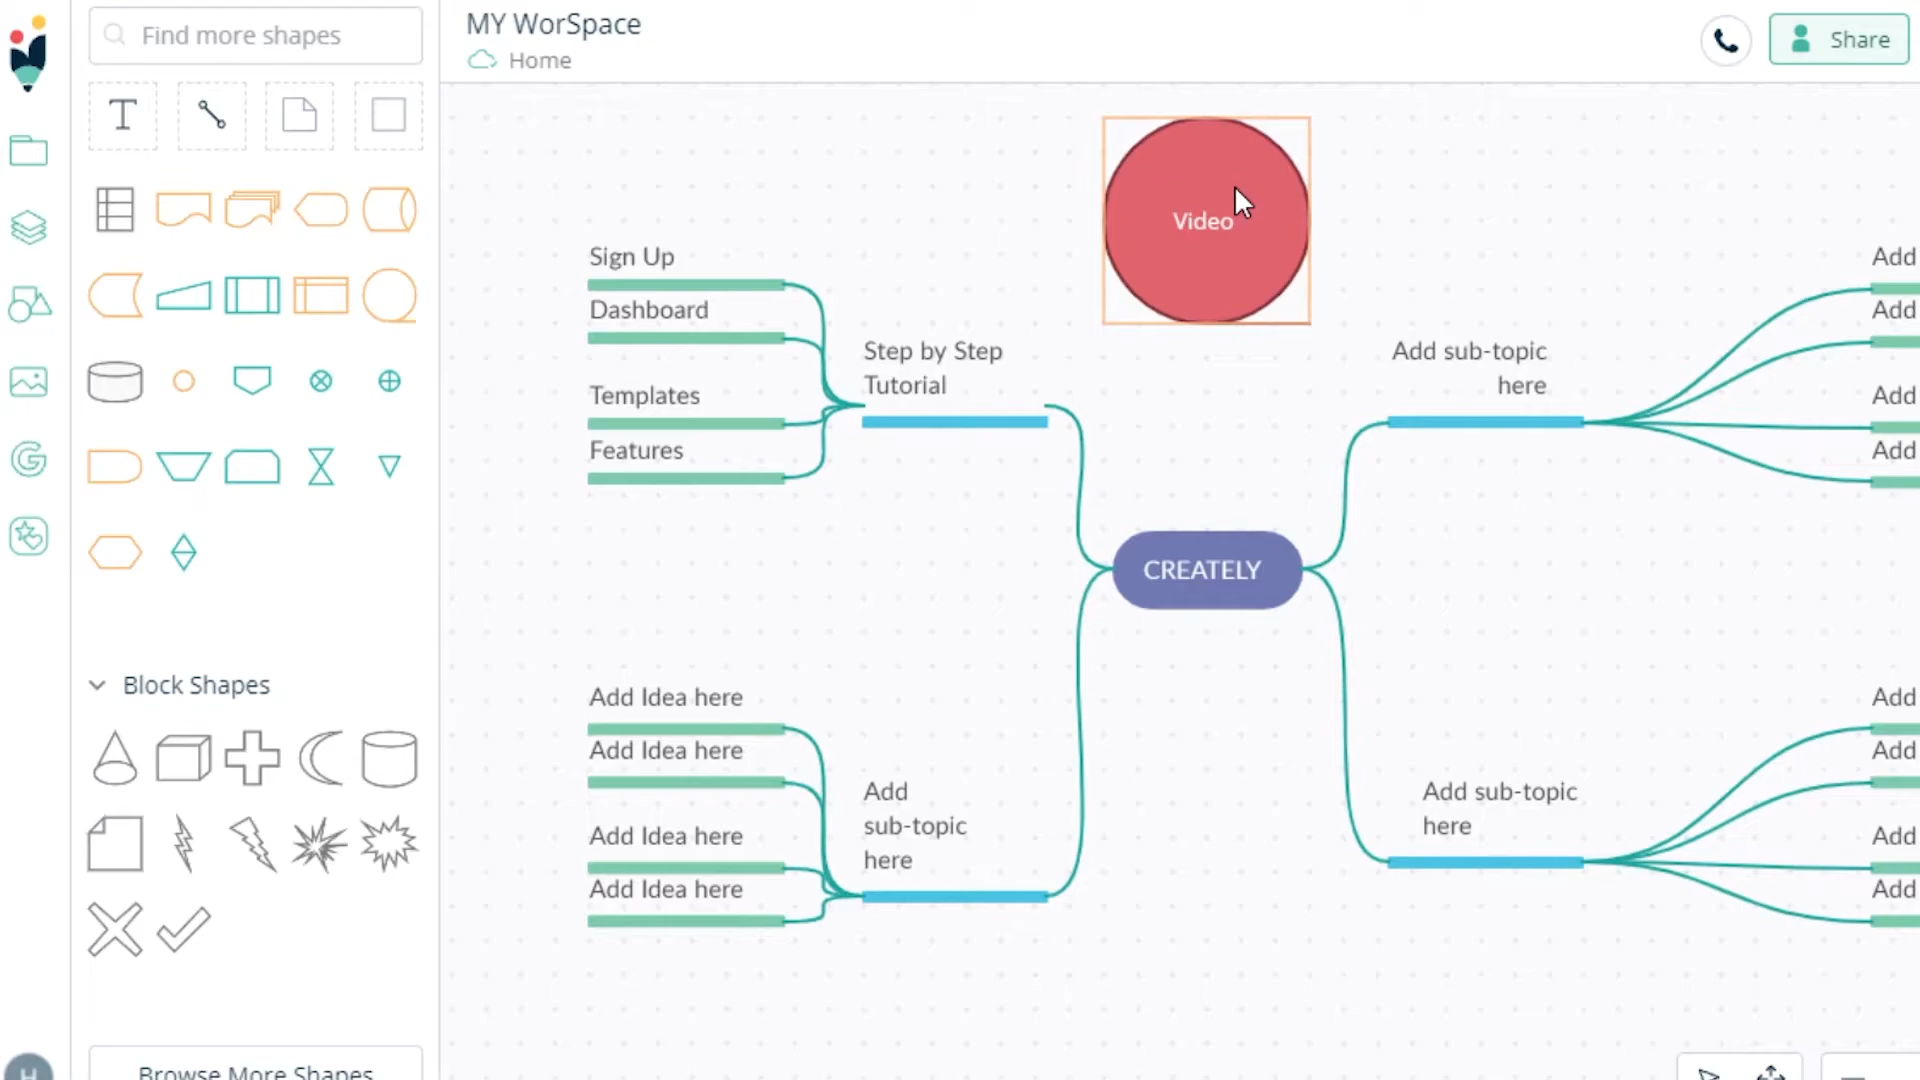 Find more shapes
MY WorSpace
Home
Share
T
Video
Sign Up
Dashboard
Templates
Features
Step by Step
Tutorial
Add sub-topic
here
Add
Add
Add
Add
CREATELY
Block Shapes
Add Idea here
Add Idea here
Add Idea here
Add Idea here
Add
sub-topic
here
Add sub-topic
here
Add
Add
Add
Add
Browse More Shapes
H